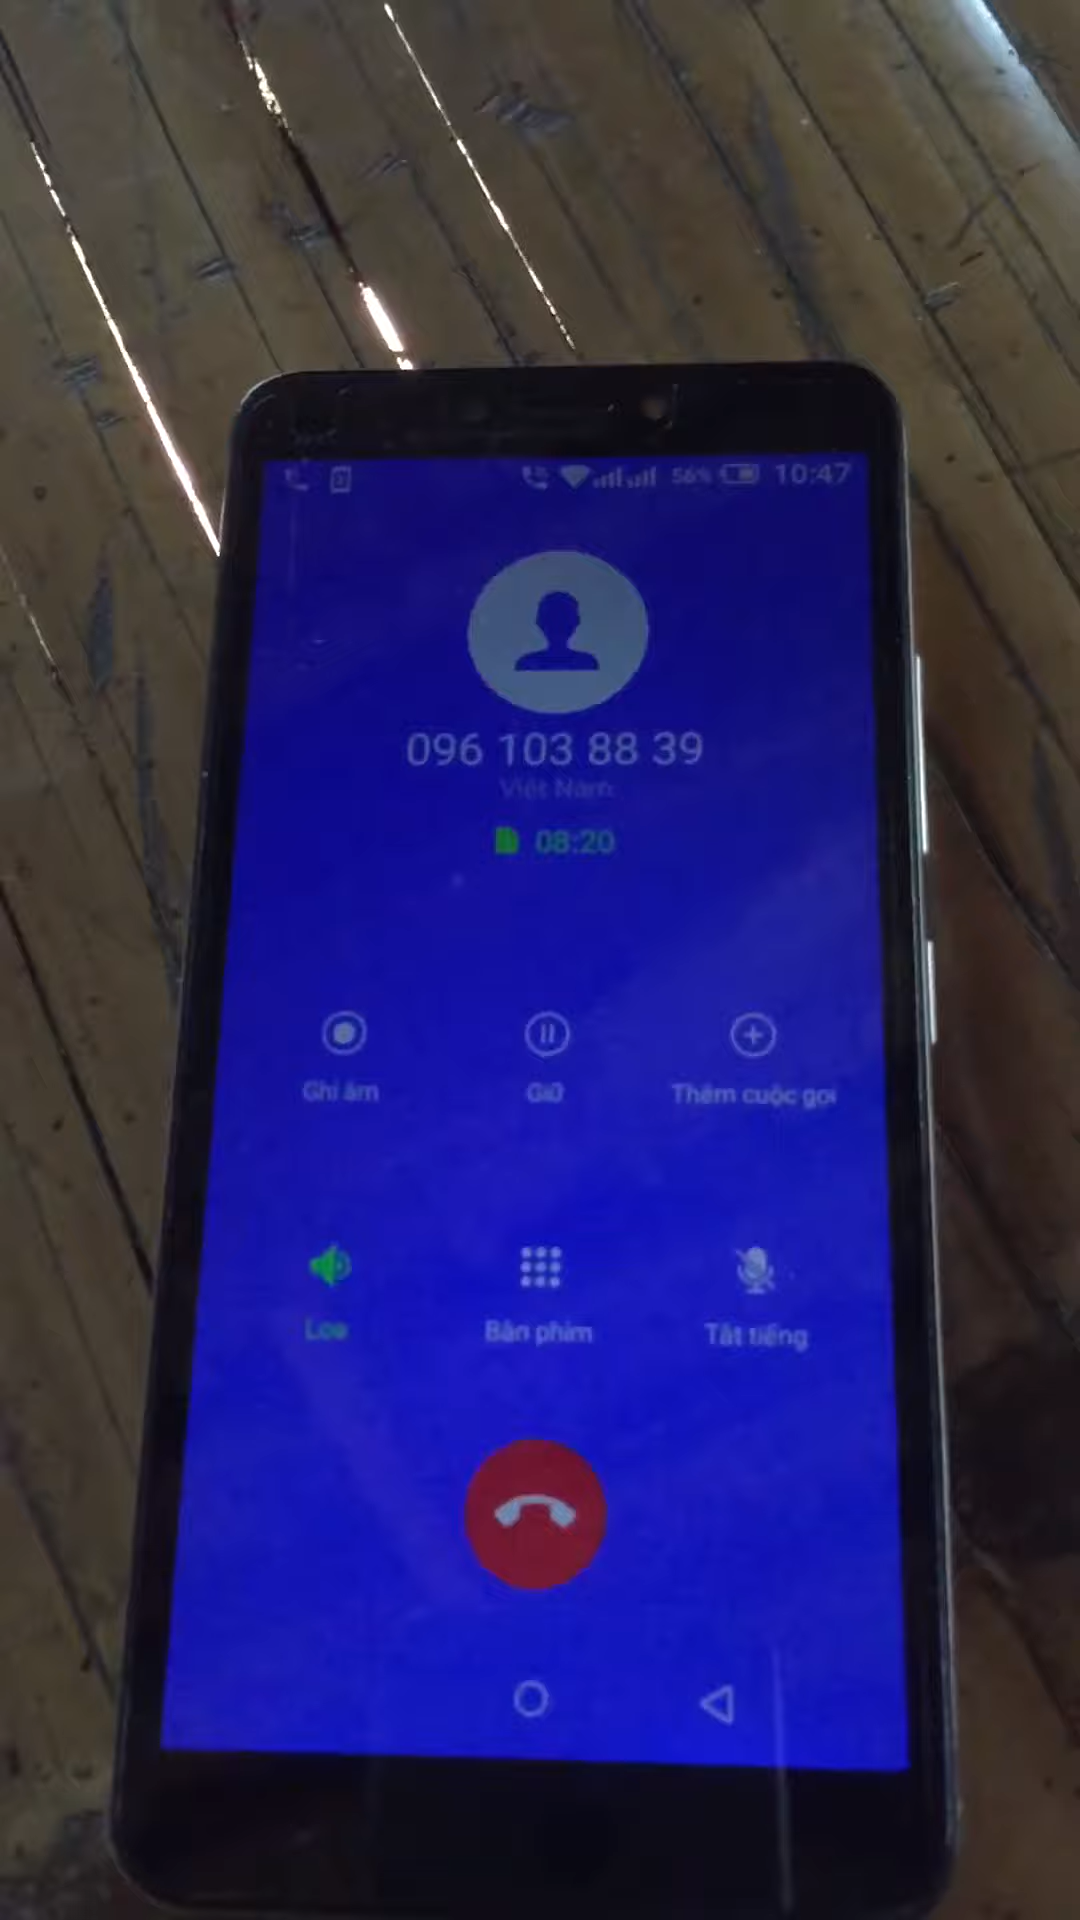 56% 10:47
096 103 88 39
Việt Nam
08:20
Ghi âm Giữ Thêm cuộc gọi
Loa Bàn phím Tắt tiếng